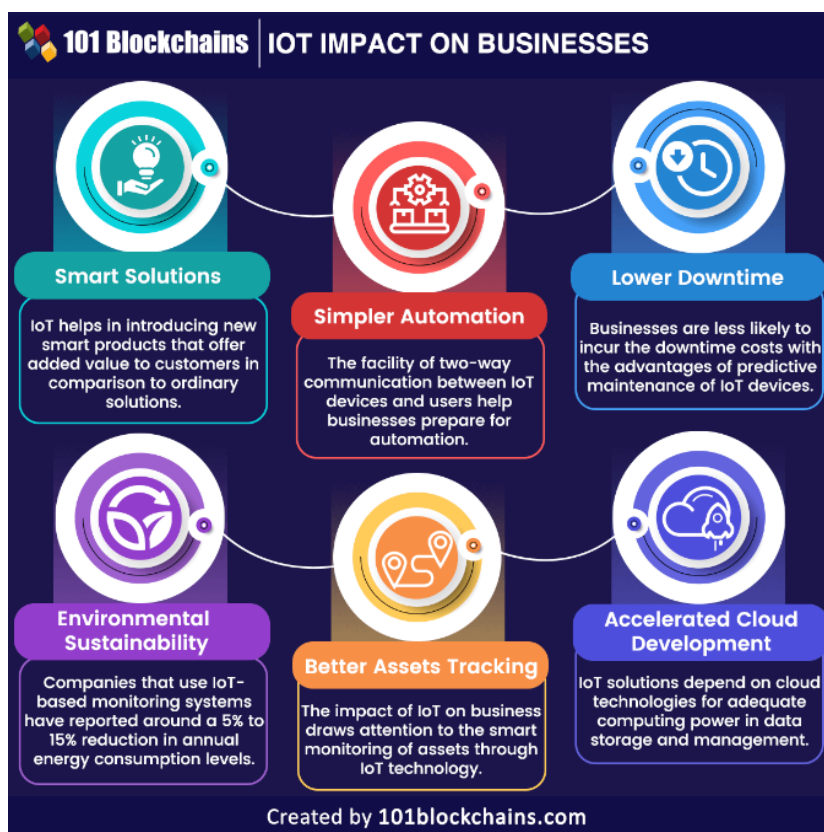 101 Blockchains | IOT IMPACT ON BUSINESSES
Smart Solutions
IoT helps in introducing new
smart products that offer
added value to customers in
comparison to ordinary
solutions.
Simpler Automation
The facility of two-way
communication between IoT
devices and users help
businesses prepare for
automation.
Lower Downtime
Businesses are less likely to
incur the downtime costs with
the advantages of predictive
maintenance of IoT devices.
Environmental
Sustainability
Companies that use IoT-
based monitoring systems
have reported around a 5% to
15% reduction in annual
energy consumption levels.
Better Assets Tracking
The impact of IoT on business
draws attention to the smart
monitoring of assets through
IoT technology.
Accelerated Cloud
Development
IoT solutions depend on cloud
technologies for adequate
computing power in data
storage and management.
Created by 101blockchains.com